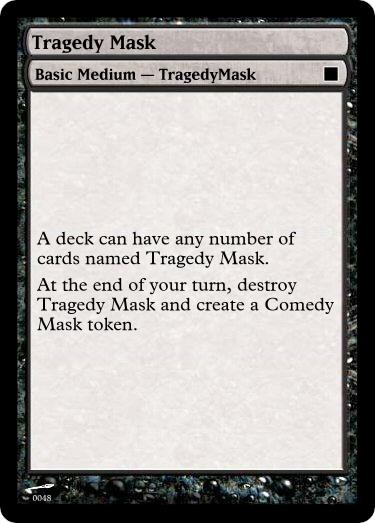 Tragedy Mask
Basic Medium — TragedyMask
A deck can have any number of
cards named Tragedy Mask.
At the end of your turn, destroy
Tragedy Mask and create a Comedy
Mask token.
0048